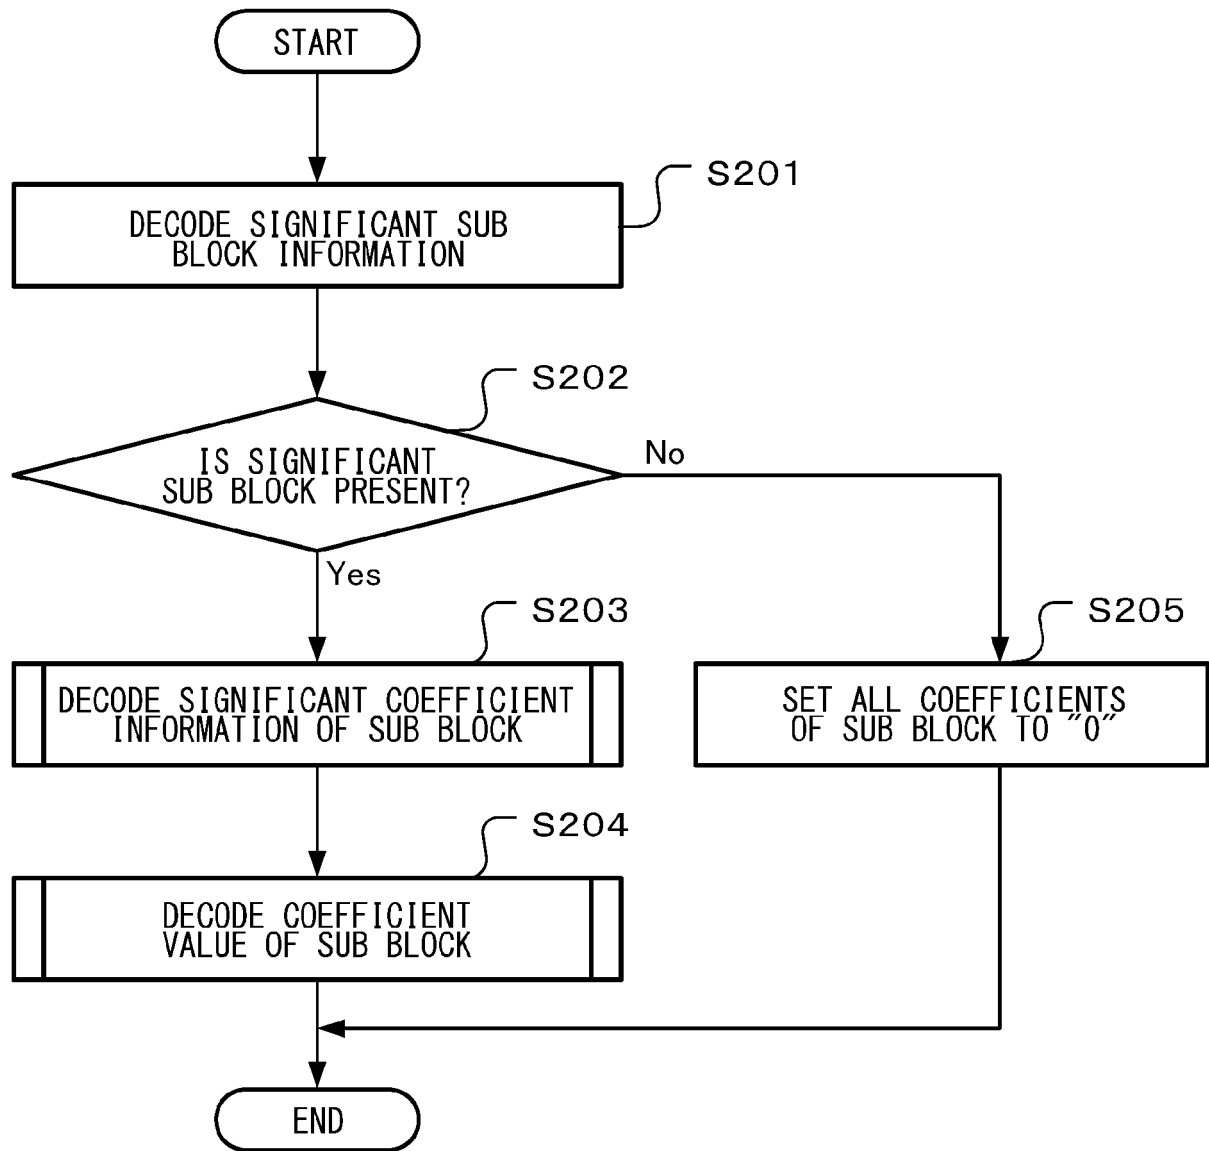 START
S201
DECODE SIGNIFICANT SUB
BLOCK INFORMATION
S202
IS SIGNIFICANT
SUB BLOCK PRESENT?
No
Yes
S203
DECODE SIGNIFICANT COEFFICIENT
INFORMATION OF SUB BLOCK
S205
SET ALL COEFFICIENTS
OF SUB BLOCK TO "0"
S204
DECODE COEFFICIENT
VALUE OF SUB BLOCK
END